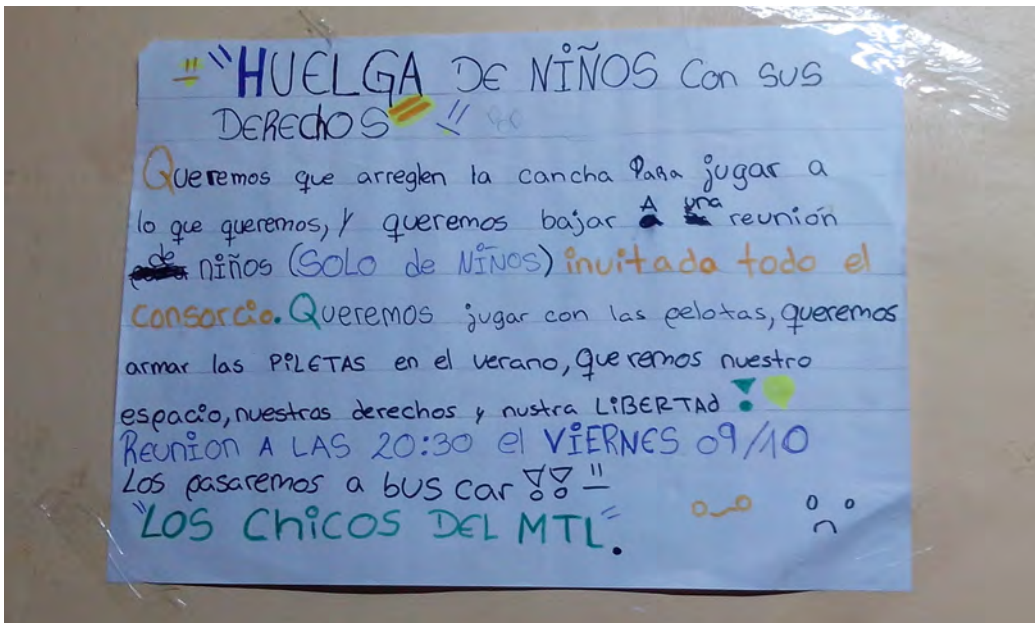 "HUELGA DE NIÑOS CON SUS
DERECHOS"
Queremos que arreglen la cancha PARA jugar a
lo que queremos, y queremos bajar A una reunión
de niños (SOLO de NIÑOS) invitado todo el
consorcio. Queremos jugar con las pelotas, queremos
armar las PILETAS en el verano, queremos nuestro
espacio, nuestros derechos y nustra LIBERTAd!
REUNION A LAS 20:30 el VIERNES 09/10
Los pasaremos a bus car !!
"LOS ChICOS DEL MTL".